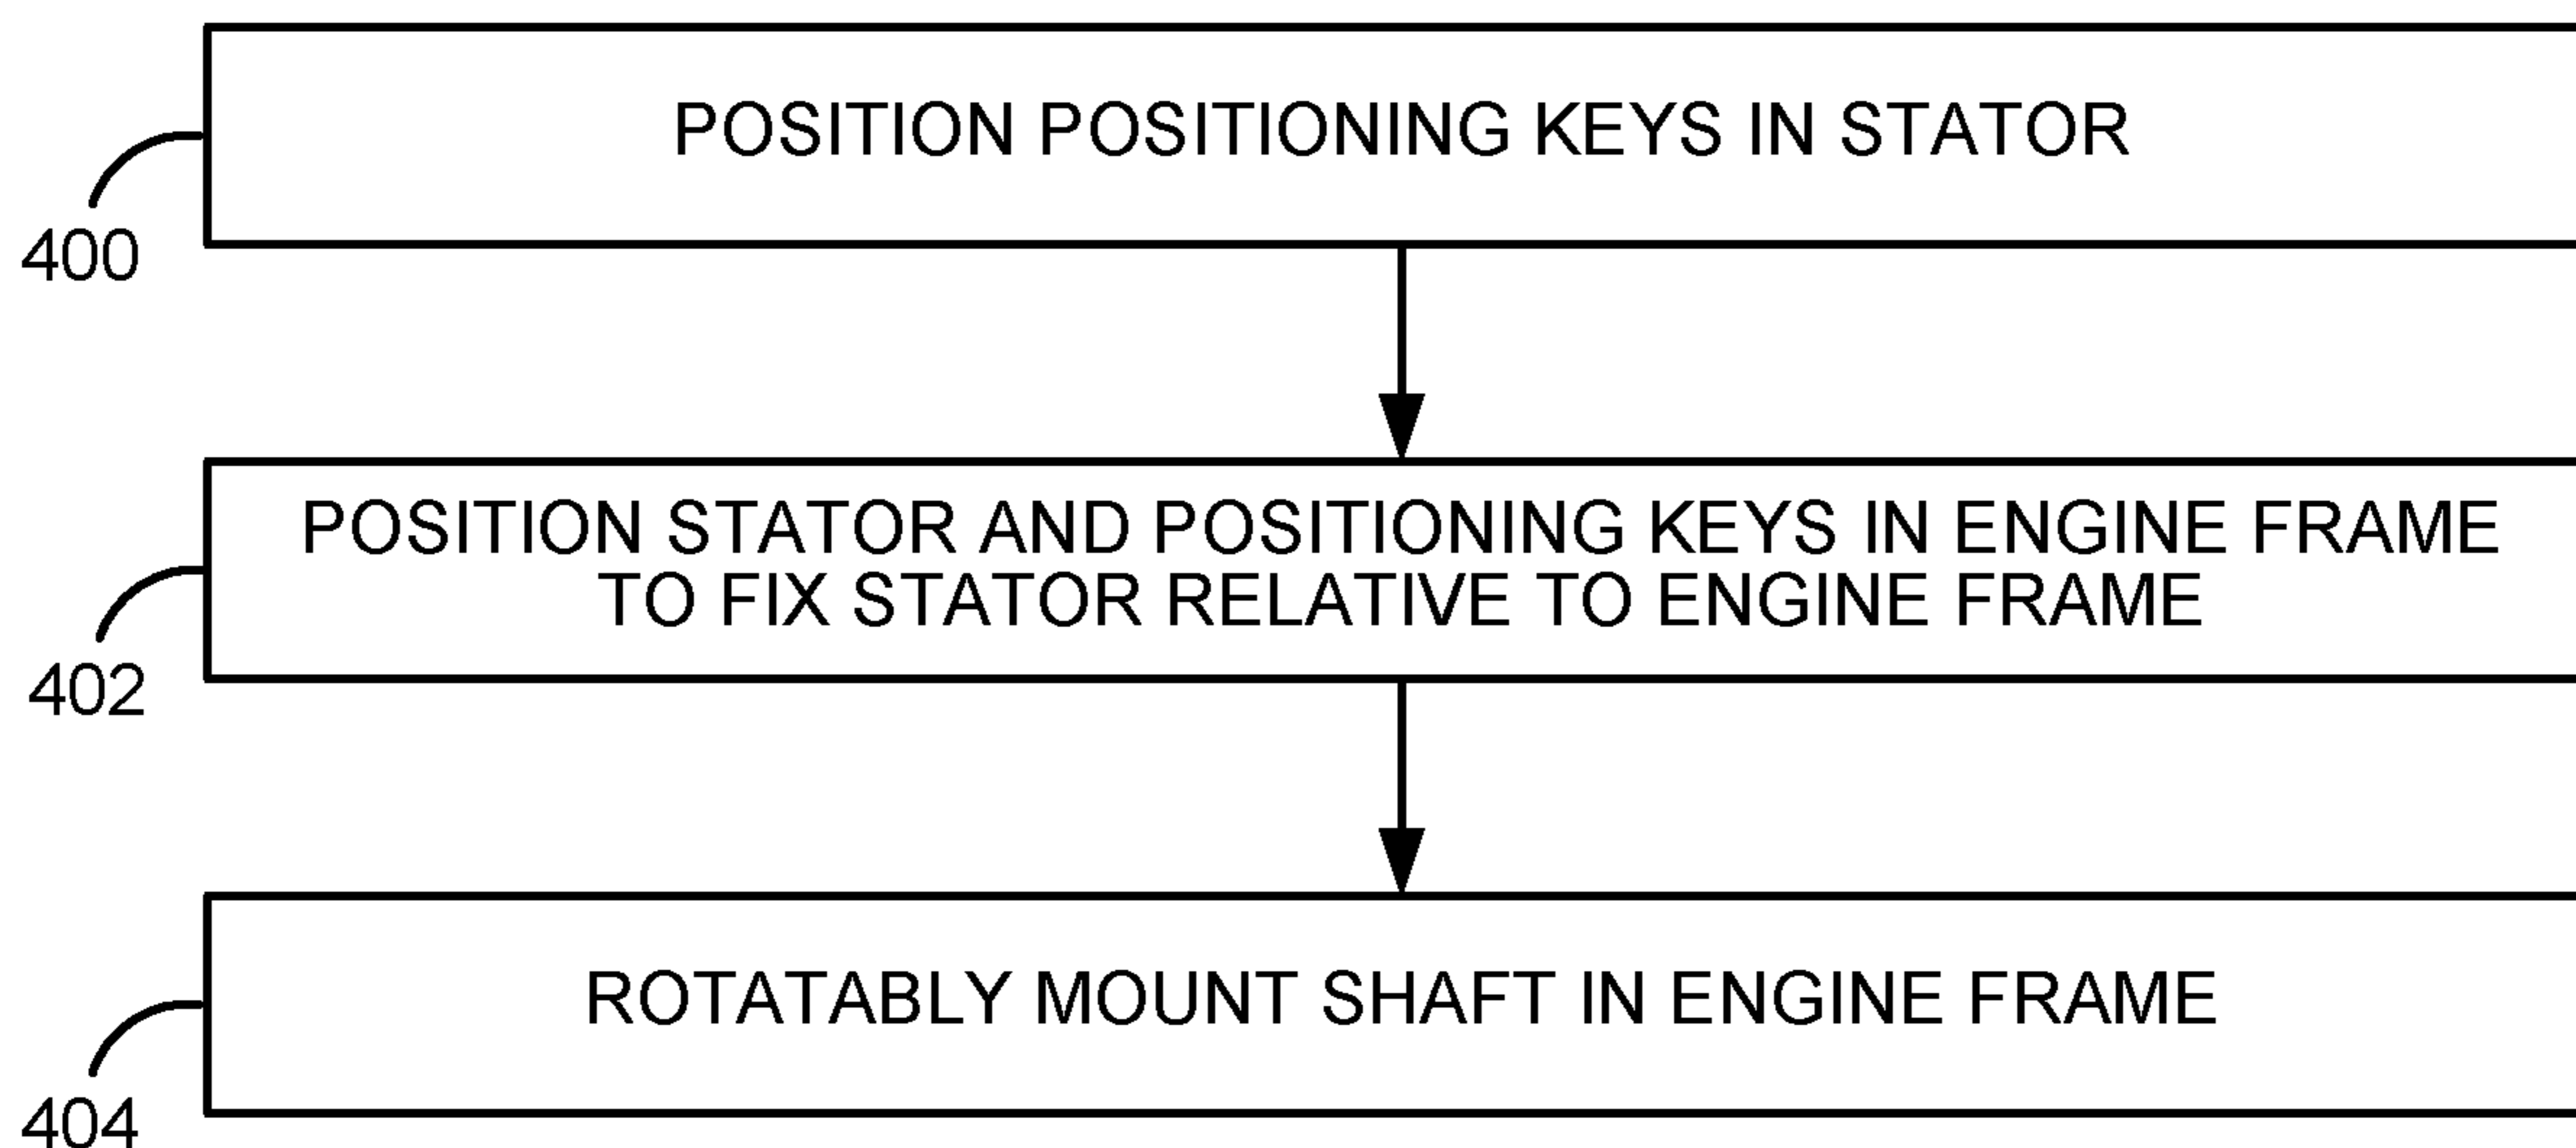 POSITION POSITIONING KEYS IN STATOR
400
POSITION STATOR AND POSITIONING KEYS IN ENGINE FRAME
TO FIX STATOR RELATIVE TO ENGINE FRAME
402
ROTATABLY MOUNT SHAFT IN ENGINE FRAME
404